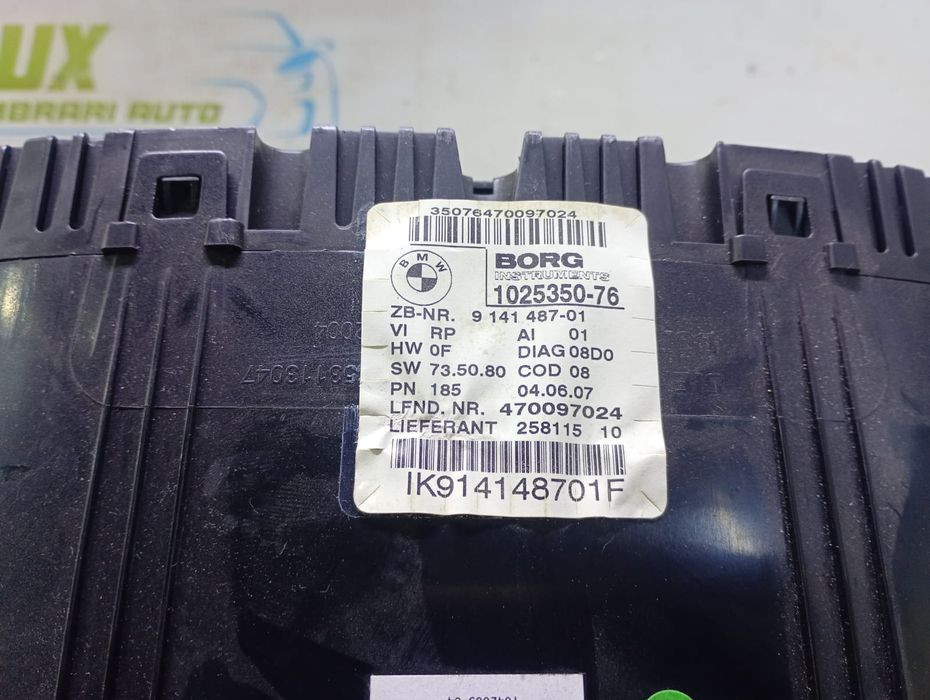 UX
MBRARI AUTO
35076470097024
BMW
BORG
INSTRUMENTS
1025350-76
ZB-NR. 9 141 487-01
VI RP AI 01
HW 0F DIAG 08D0
SW 73.50.80 COD 08
PN 185 04.06.07
LFND. NR. 470097024
LIEFERANT 258115 10
IK914148701F